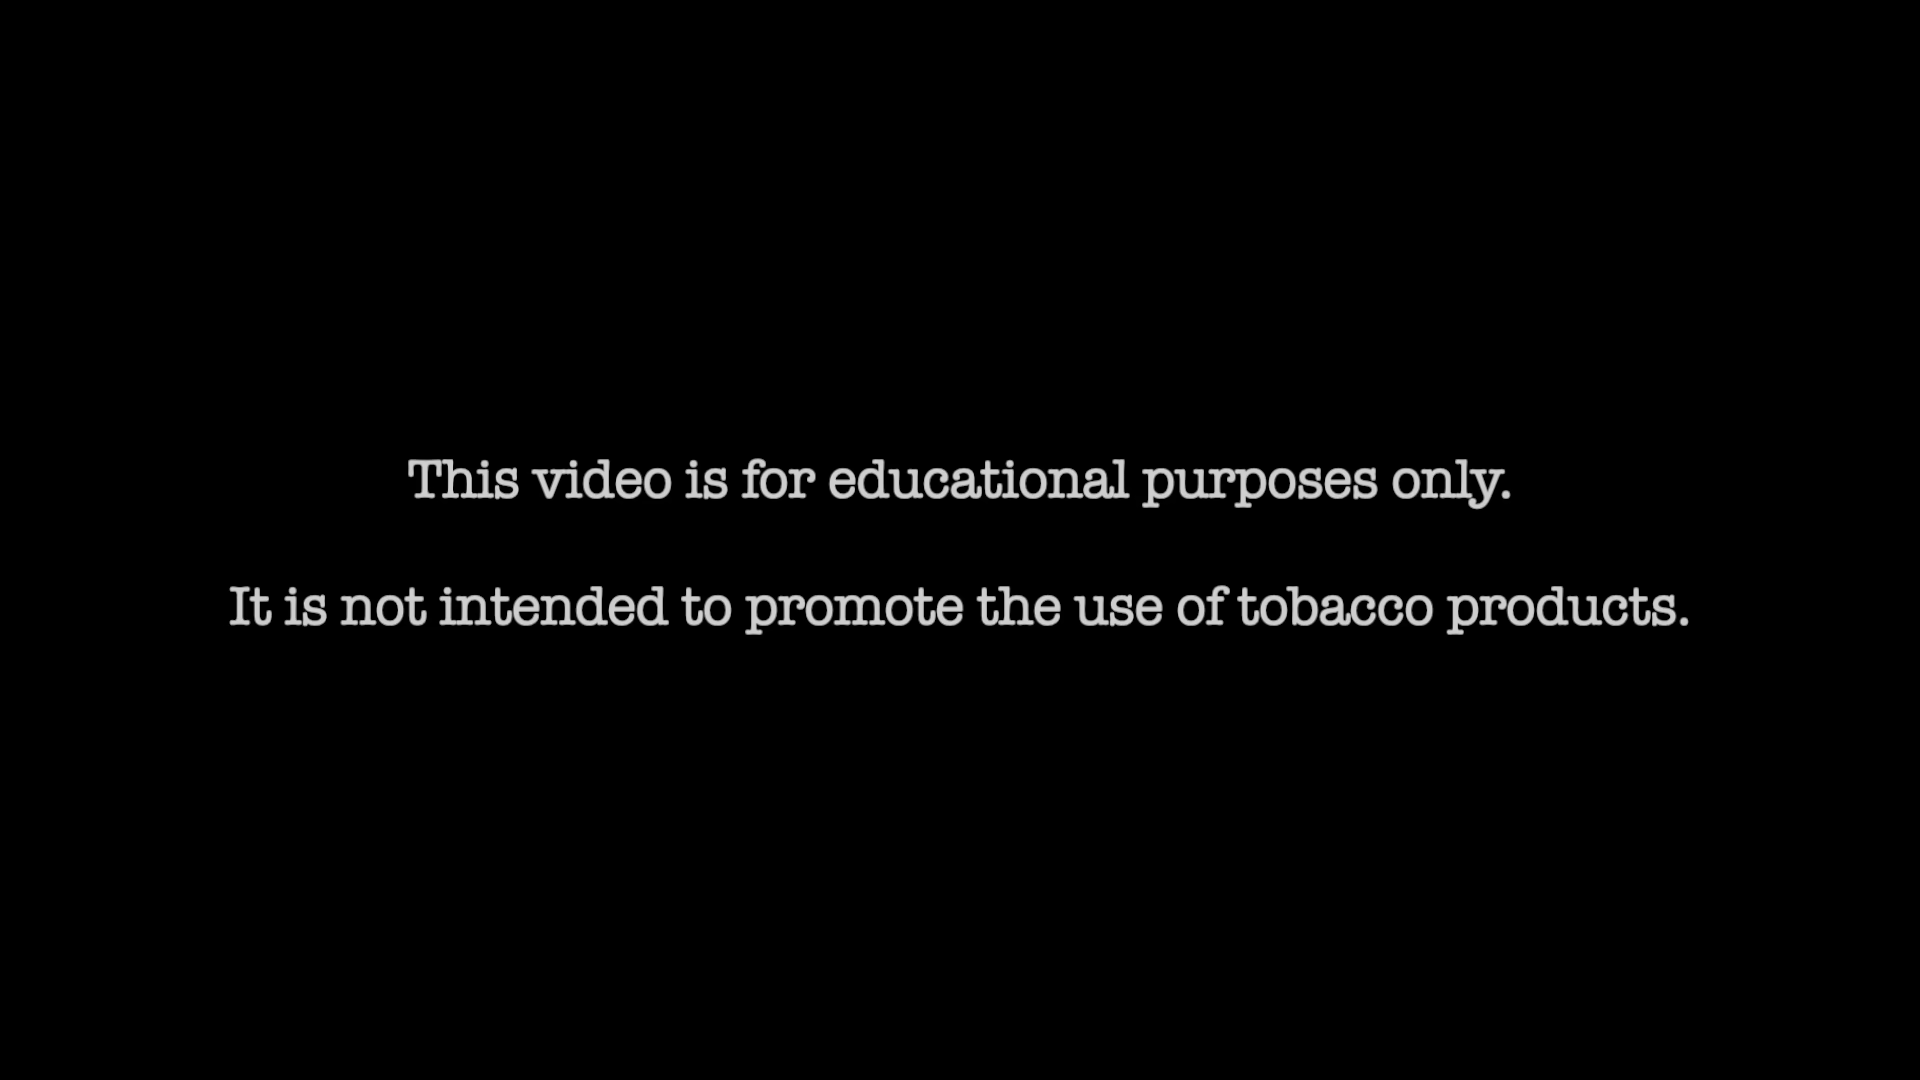 This video is for educational purposes only.
It is not intended to promote the use of tobacco products.